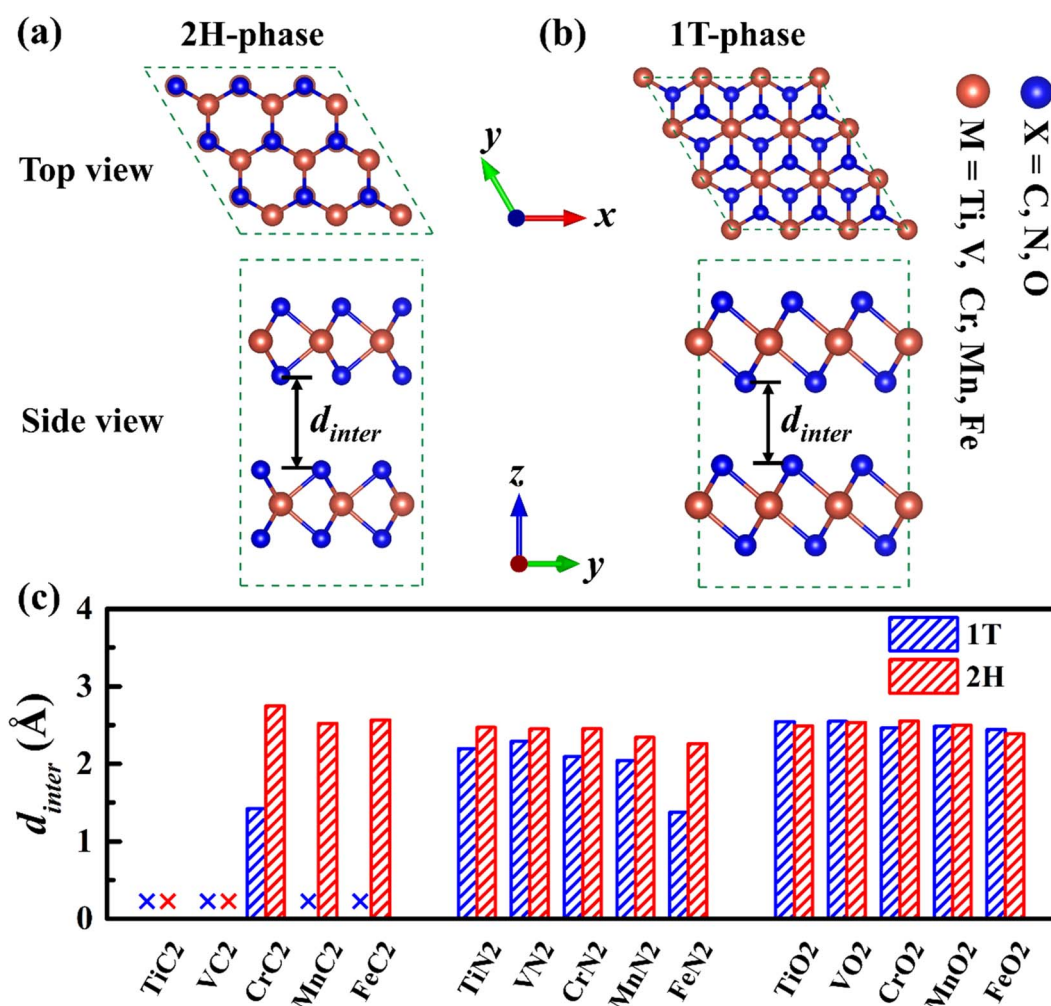 (a)
2H-phase
(b)
1T-phase
Top view
y
x
M = Ti, V, Cr, Mn, Fe
X = C, N, O
Side view
d_inter
d_inter
z
y
(c)
4
3
2
1
0
d_inter (Å)
1T
2H
× × × × × ×
TiC2 VC2 CrC2 MnC2 FeC2 TiN2 VN2 CrN2 MnN2 FeN2 TiO2 VO2 CrO2 MnO2 FeO2